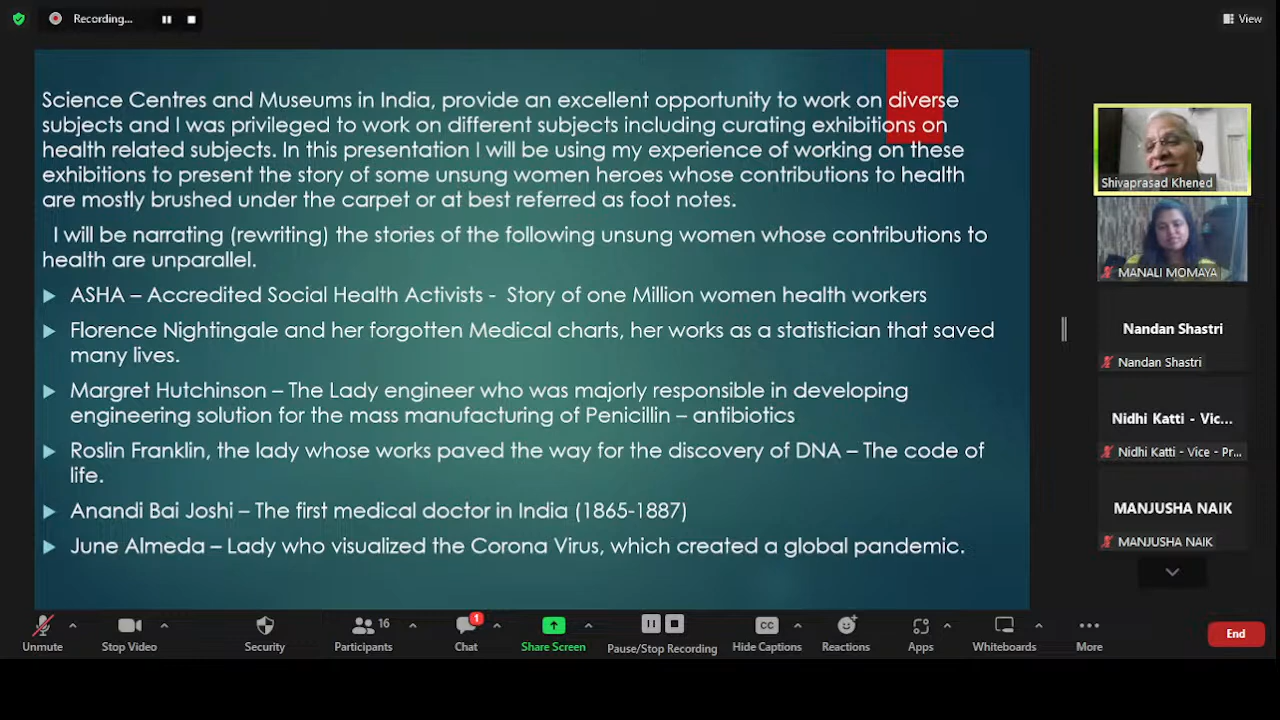 Recording...
View
Science Centres and Museums in India, provide an excellent opportunity to work on diverse
subjects and I was privileged to work on different subjects including curating exhibitions on
health related subjects. In this presentation I will be using my experience of working on these
exhibitions to present the story of some unsung women heroes whose contributions to health
are mostly brushed under the carpet or at best referred as foot notes.
I will be narrating (rewriting) the stories of the following unsung women whose contributions to
health are unparallel.
ASHA – Accredited Social Health Activists - Story of one Million women health workers
Florence Nightingale and her forgotten Medical charts, her works as a statistician that saved
many lives.
Margret Hutchinson – The Lady engineer who was majorly responsible in developing
engineering solution for the mass manufacturing of Penicillin – antibiotics
Roslin Franklin, the lady whose works paved the way for the discovery of DNA – The code of
life.
Anandi Bai Joshi – The first medical doctor in India (1865-1887)
June Almeda – Lady who visualized the Corona Virus, which created a global pandemic.
Shivaprasad Khened
MANALI MOMAYA
Nandan Shastri
Nandan Shastri
Nidhi Katti - Vic...
Nidhi Katti - Vice - Pr...
MANJUSHA NAIK
MANJUSHA NAIK
16
1
CC
Unmute
Stop Video
Security
Participants
Chat
Share Screen
Pause/Stop Recording
Hide Captions
Reactions
Apps
Whiteboards
More
End